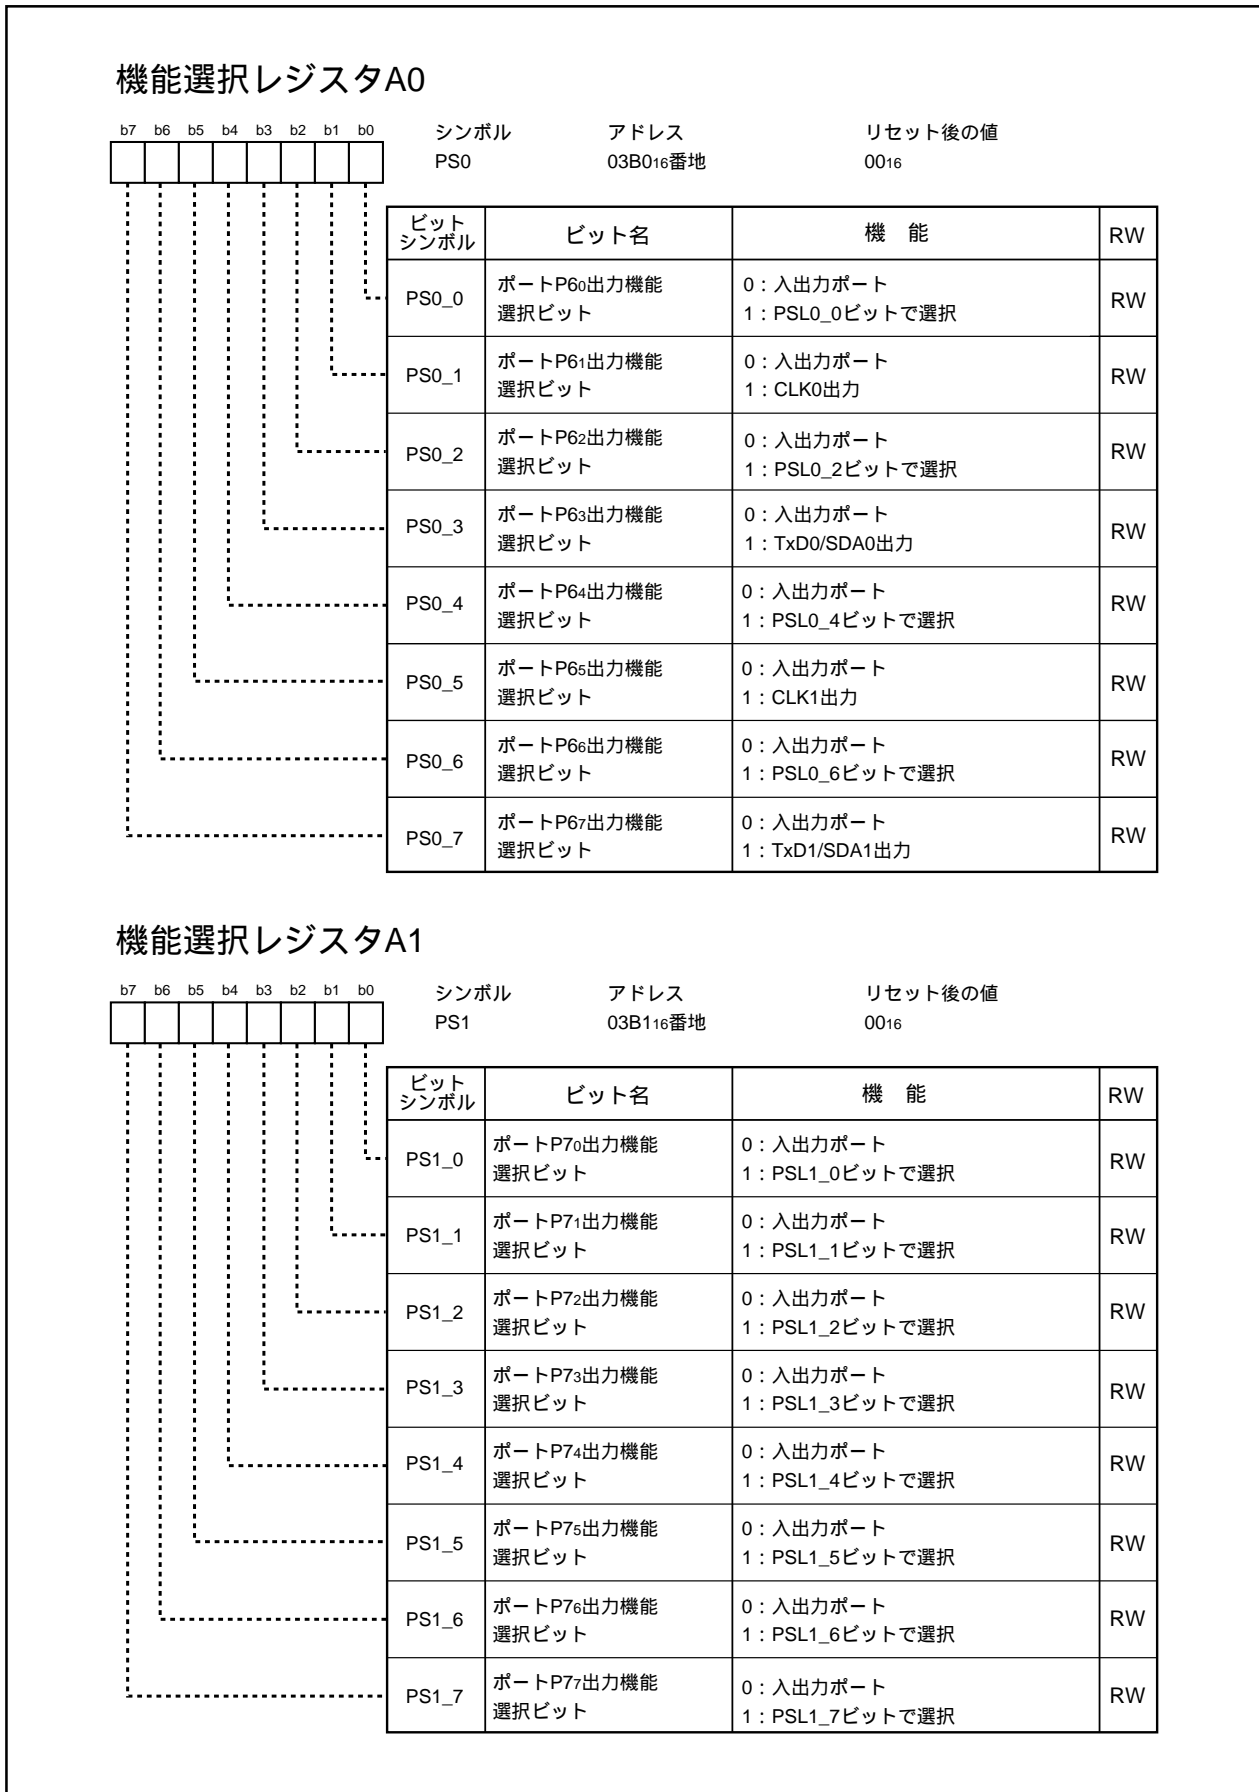 機能選択レジスタA0
b7 b6 b5 b4 b3 b2 b1 b0
シンボル アドレス リセット後の値
PS0 03B016番地 0016
ビット
シンボル ビット名 機 能 RW
PS0_0 ポートP60出力機能
選択ビット 0：入出力ポート
1：PSL0_0ビットで選択 RW
PS0_1 ポートP61出力機能
選択ビット 0：入出力ポート
1：CLK0出力 RW
PS0_2 ポートP62出力機能
選択ビット 0：入出力ポート
1：PSL0_2ビットで選択 RW
PS0_3 ポートP63出力機能
選択ビット 0：入出力ポート
1：TxD0/SDA0出力 RW
PS0_4 ポートP64出力機能
選択ビット 0：入出力ポート
1：PSL0_4ビットで選択 RW
PS0_5 ポートP65出力機能
選択ビット 0：入出力ポート
1：CLK1出力 RW
PS0_6 ポートP66出力機能
選択ビット 0：入出力ポート
1：PSL0_6ビットで選択 RW
PS0_7 ポートP67出力機能
選択ビット 0：入出力ポート
1：TxD1/SDA1出力 RW
機能選択レジスタA1
b7 b6 b5 b4 b3 b2 b1 b0
シンボル アドレス リセット後の値
PS1 03B116番地 0016
ビット
シンボル ビット名 機 能 RW
PS1_0 ポートP70出力機能
選択ビット 0：入出力ポート
1：PSL1_0ビットで選択 RW
PS1_1 ポートP71出力機能
選択ビット 0：入出力ポート
1：PSL1_1ビットで選択 RW
PS1_2 ポートP72出力機能
選択ビット 0：入出力ポート
1：PSL1_2ビットで選択 RW
PS1_3 ポートP73出力機能
選択ビット 0：入出力ポート
1：PSL1_3ビットで選択 RW
PS1_4 ポートP74出力機能
選択ビット 0：入出力ポート
1：PSL1_4ビットで選択 RW
PS1_5 ポートP75出力機能
選択ビット 0：入出力ポート
1：PSL1_5ビットで選択 RW
PS1_6 ポートP76出力機能
選択ビット 0：入出力ポート
1：PSL1_6ビットで選択 RW
PS1_7 ポートP77出力機能
選択ビット 0：入出力ポート
1：PSL1_7ビットで選択 RW